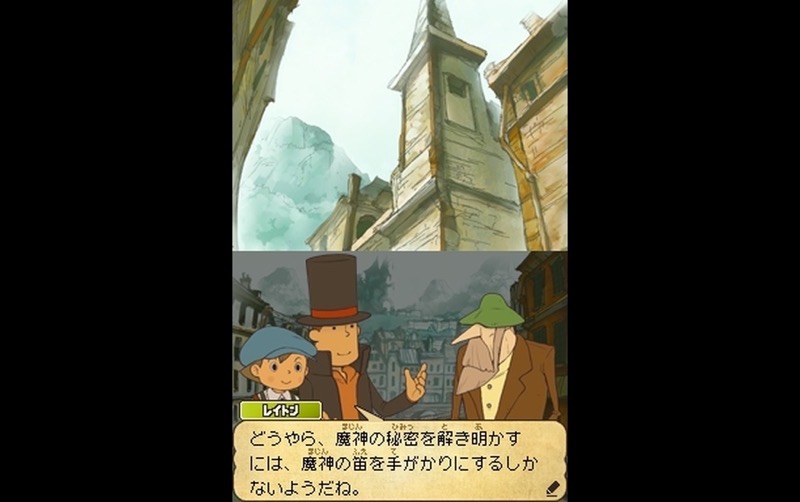 レイトン
どうやら、魔神の秘密を解き明かす
には、魔神の笛を手がかりにするしか
ないようだね。